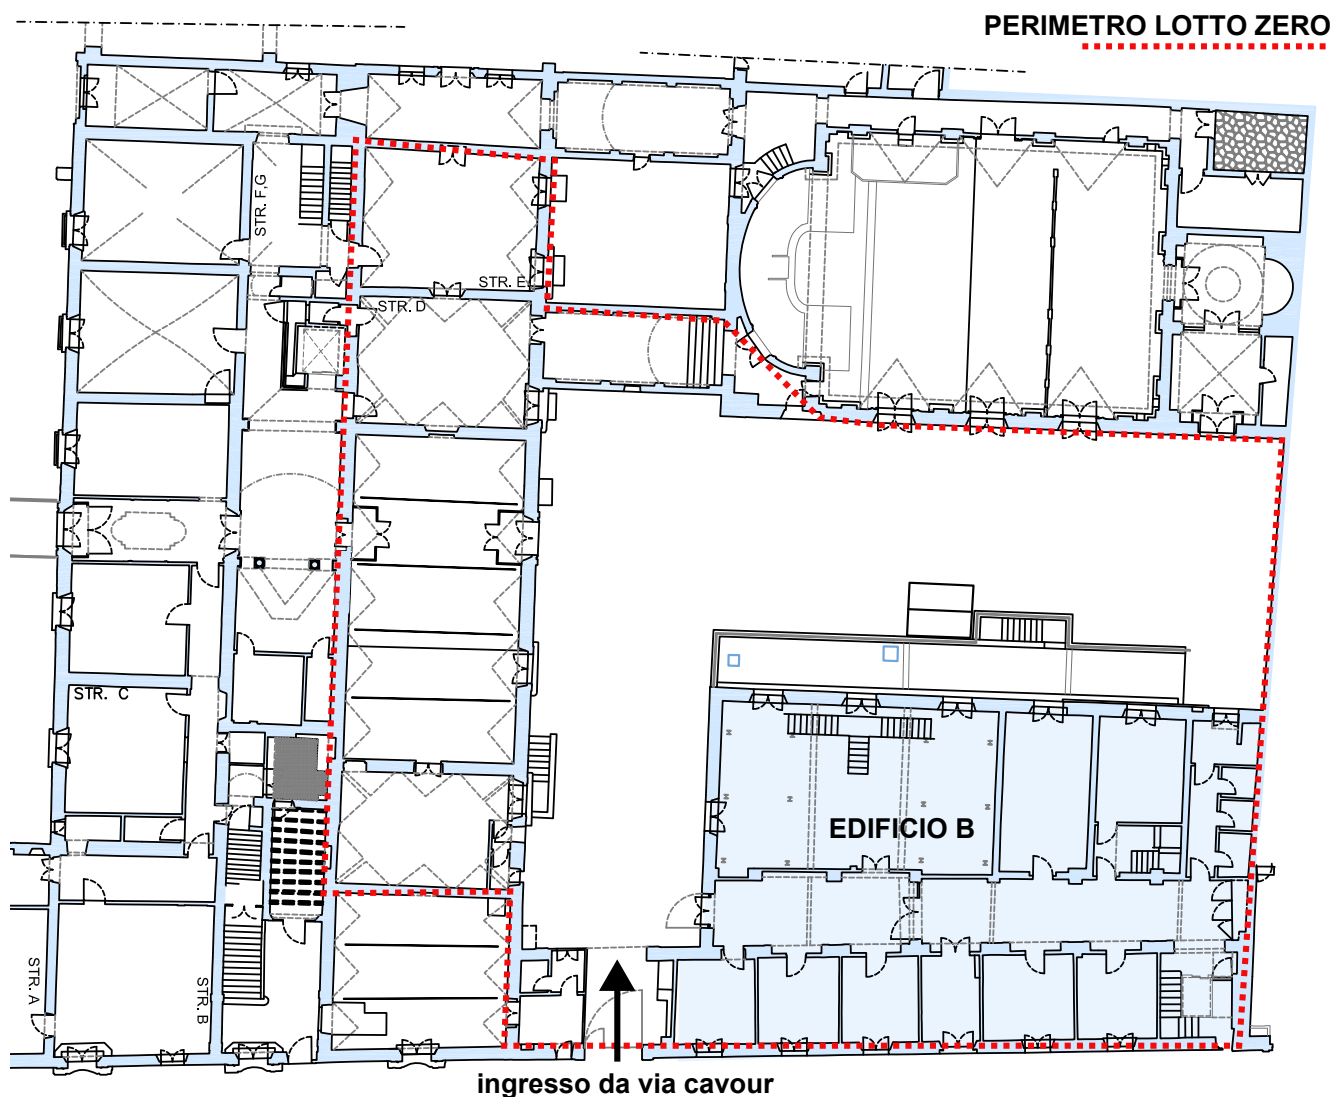 PERIMETRO LOTTO ZERO
STR. F,G
STR. E
STR. D
STR. C
EDIFICIO B
STR. A
STR. B
ingresso da via cavour